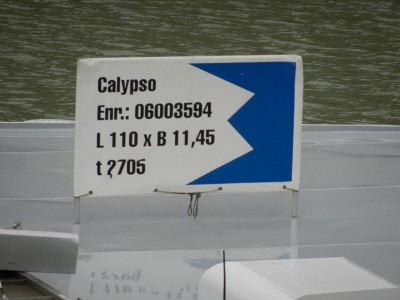 Calypso
Enr.: 06003594
L 110 x B 11,45
t 2705